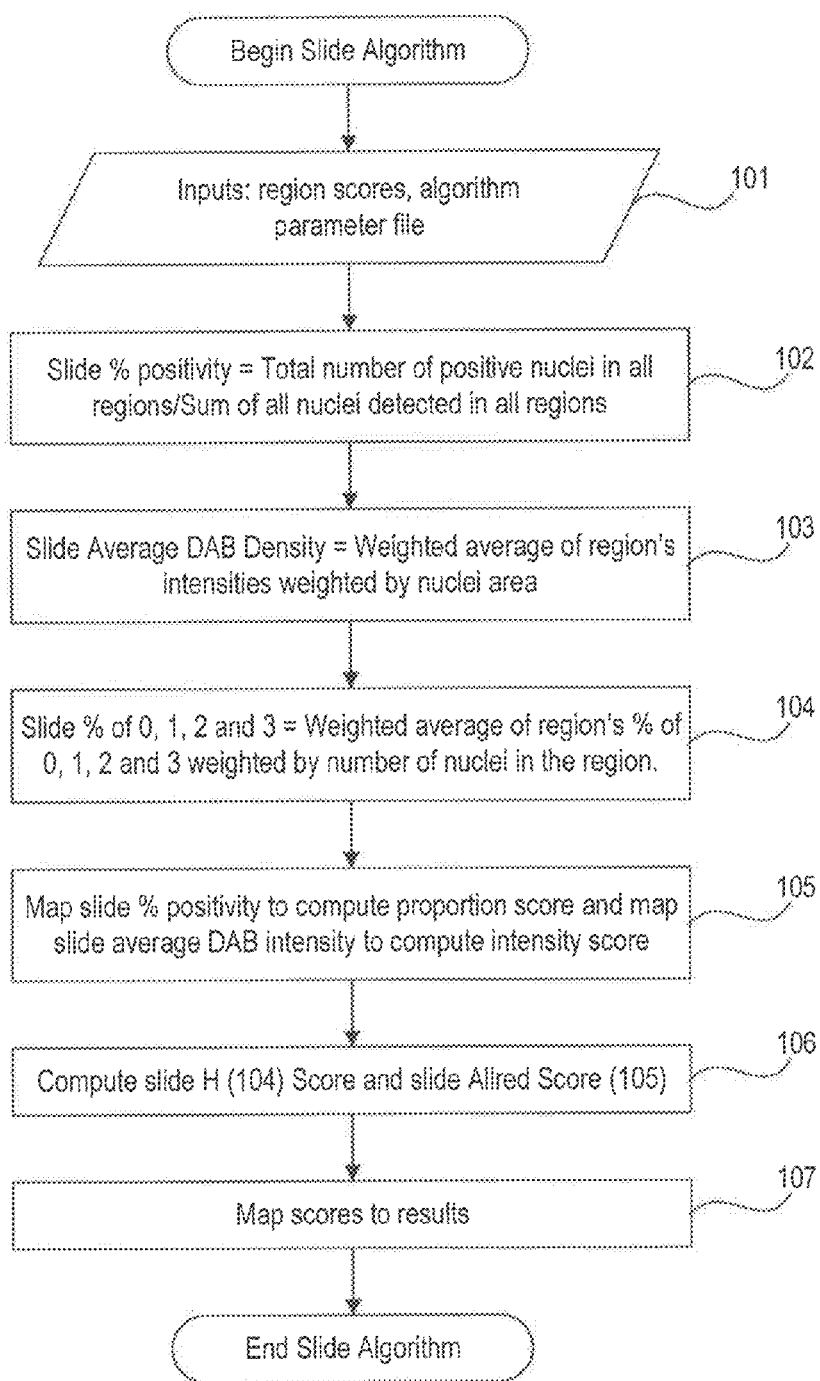 Begin Slide Algorithm
Inputs: region scores, algorithm
parameter file
101
Slide % positivity = Total number of positive nuclei in all
regions/Sum of all nuclei detected in all regions
102
Slide Average DAB Density = Weighted average of region's
intensities weighted by nuclei area
103
Slide % of 0, 1, 2 and 3 = Weighted average of region's % of
0, 1, 2 and 3 weighted by number of nuclei in the region.
104
Map slide % positivity to compute proportion score and map
slide average DAB intensity to compute intensity score
105
Compute slide H (104) Score and slide Allred Score (105)
106
Map scores to results
107
End Slide Algorithm